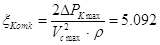 ξKomk = 2ΔPK max / V²c max · ρ = 5.092